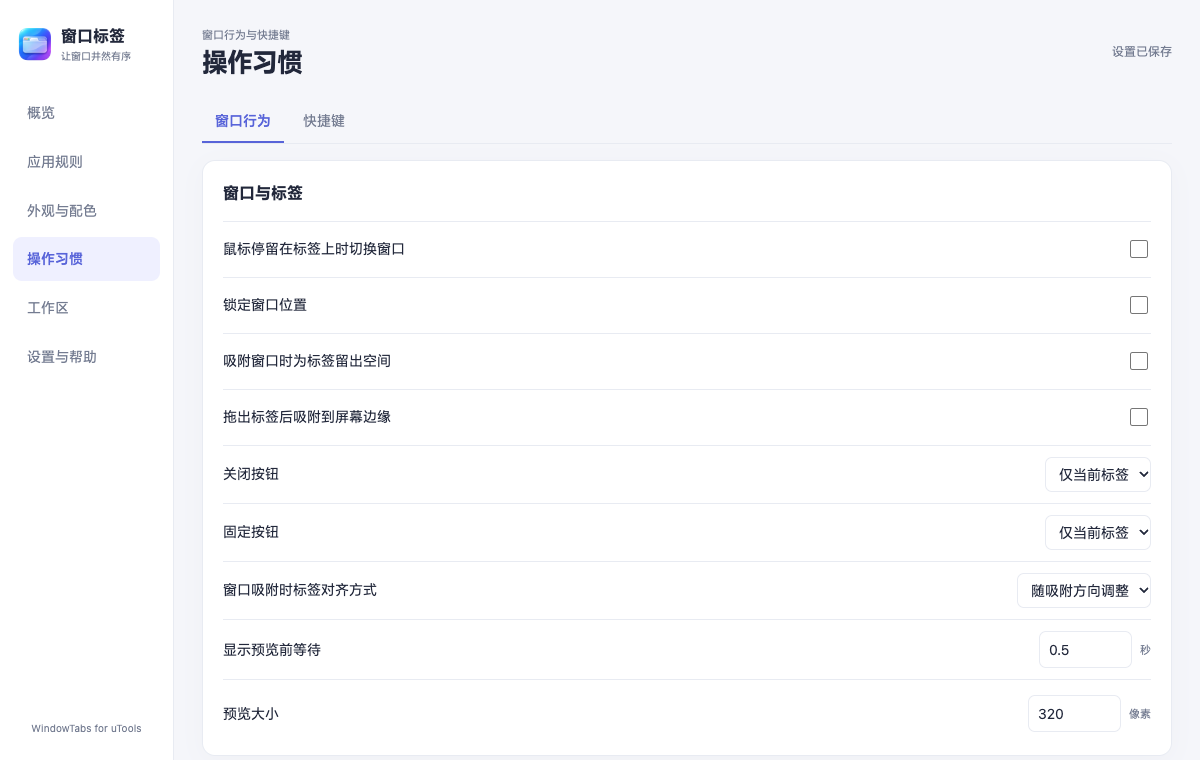 窗口标签
让窗口井然有序
概览
应用规则
外观与配色
操作习惯
工作区
设置与帮助
WindowTabs for uTools
窗口行为与快捷键
操作习惯
设置已保存
窗口行为
快捷键
窗口与标签
鼠标停留在标签上时切换窗口
锁定窗口位置
吸附窗口时为标签留出空间
拖出标签后吸附到屏幕边缘
关闭按钮
仅当前标签
固定按钮
仅当前标签
窗口吸附时标签对齐方式
随吸附方向调整
显示预览前等待
0.5 秒
预览大小
320 像素